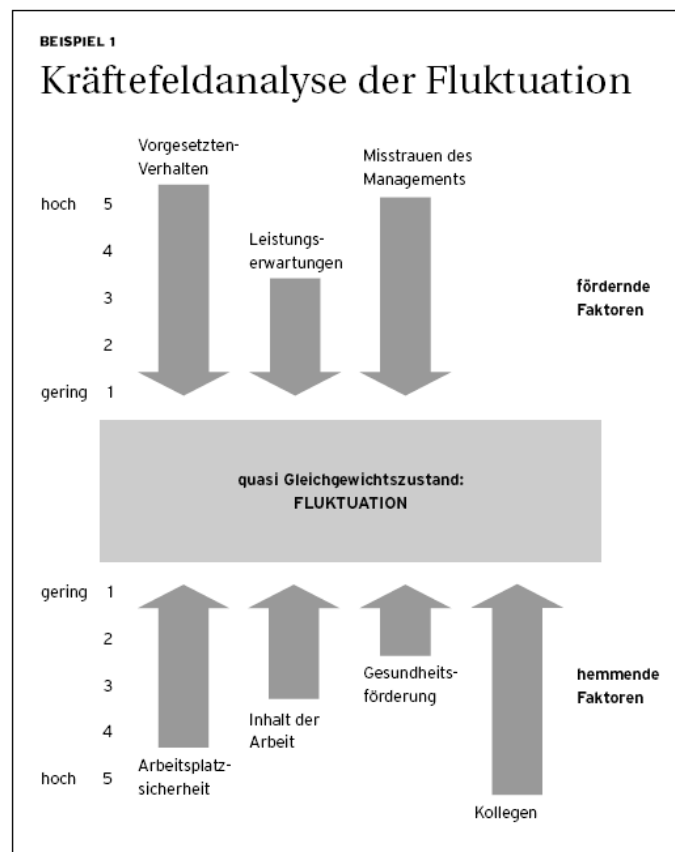 BEISPIEL 1
Kräftefeldanalyse der Fluktuation
Vorgesetzten-
Verhalten
Misstrauen des
Managements
hoch 5
Leistungs-
erwartungen
4
3
fördernde
Faktoren
2
gering 1
quasi Gleichgewichtszustand:
FLUKTUATION
gering 1
2
3
Gesundheits-
förderung
hemmende
Faktoren
4
Inhalt der
Arbeit
hoch 5
Arbeitsplatz-
sicherheit
Kollegen